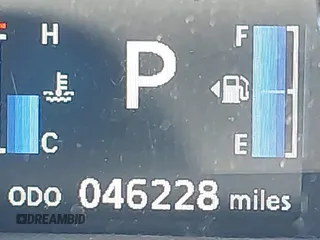 H F
P
C E
ODO 046228 miles
DREAMBID